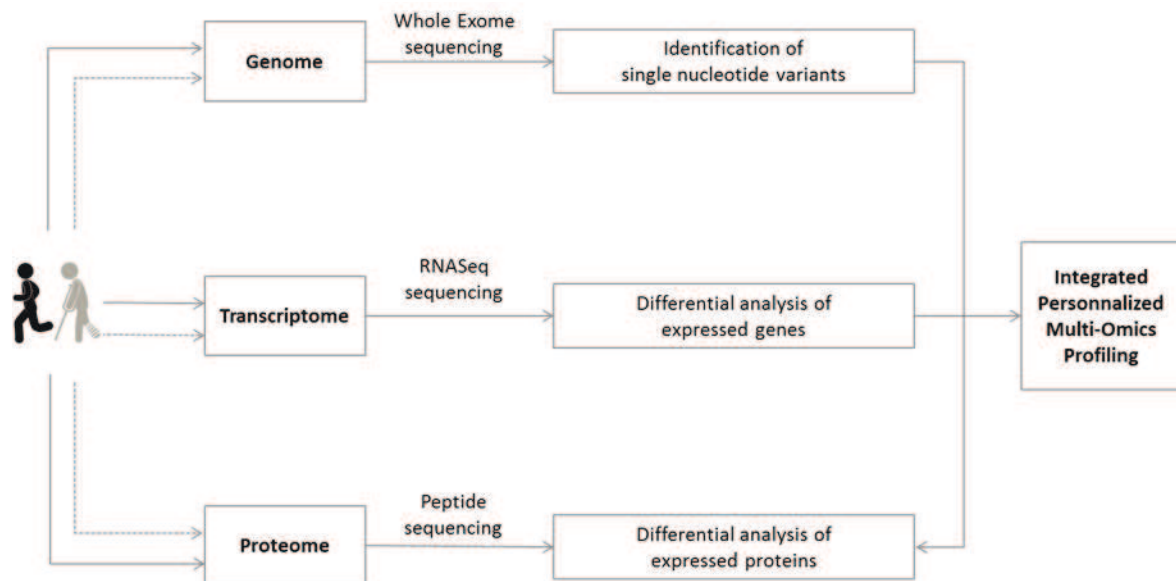 Whole Exome
sequencing
Genome
Identification of
single nucleotide variants
RNASeq
sequencing
Transcriptome
Differential analysis of
expressed genes
Integrated
Personnalized
Multi-Omics
Profiling
Peptide
sequencing
Proteome
Differential analysis of
expressed proteins